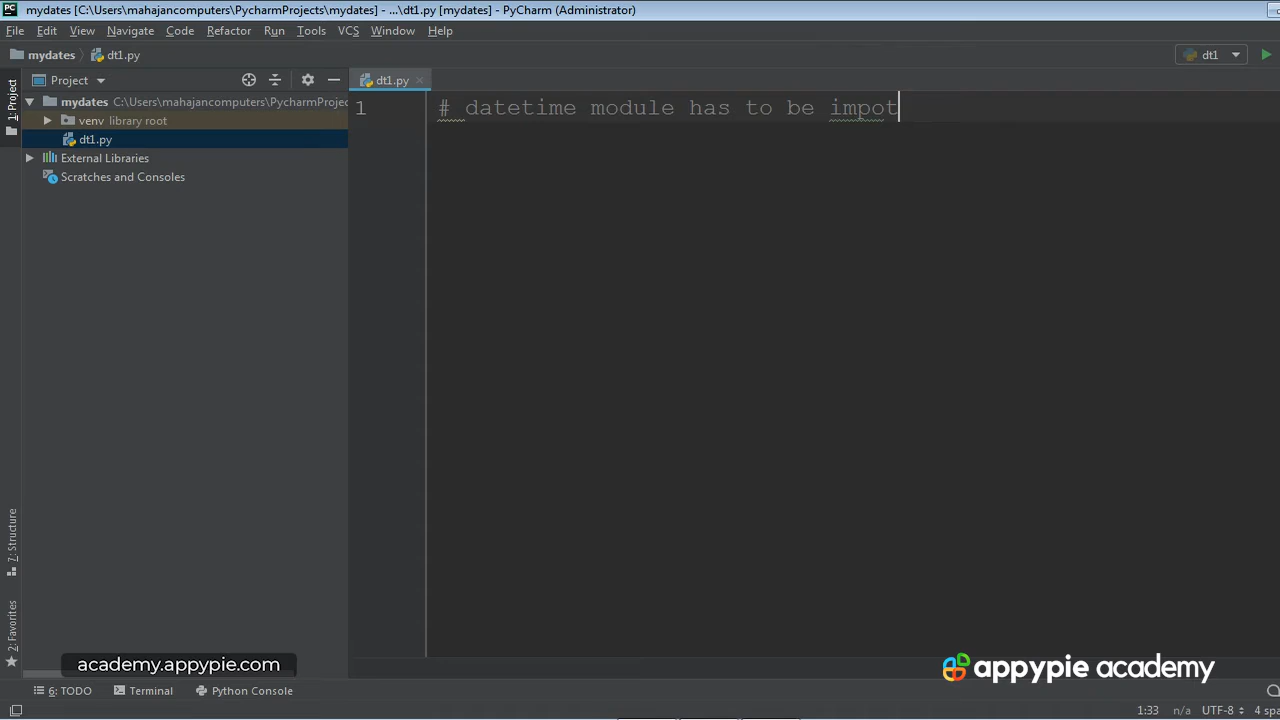 mydates [C:\Users\mahajancomputers\PycharmProjects\mydates] - ...\dt1.py [mydates] - PyCharm (Administrator)
File Edit View Navigate Code Refactor Run Tools VCS Window Help
mydates dt1.py dt1
1: Project
Project
dt1.py
mydates C:\Users\mahajancomputers\PycharmProjec
1 # datetime module has to be impot
venv library root
dt1.py
External Libraries
Scratches and Consoles
7: Structure
2: Favorites
academy.appypie.com
appypie academy
6: TODO Terminal Python Console
1:33 n/a UTF-8 4 spa